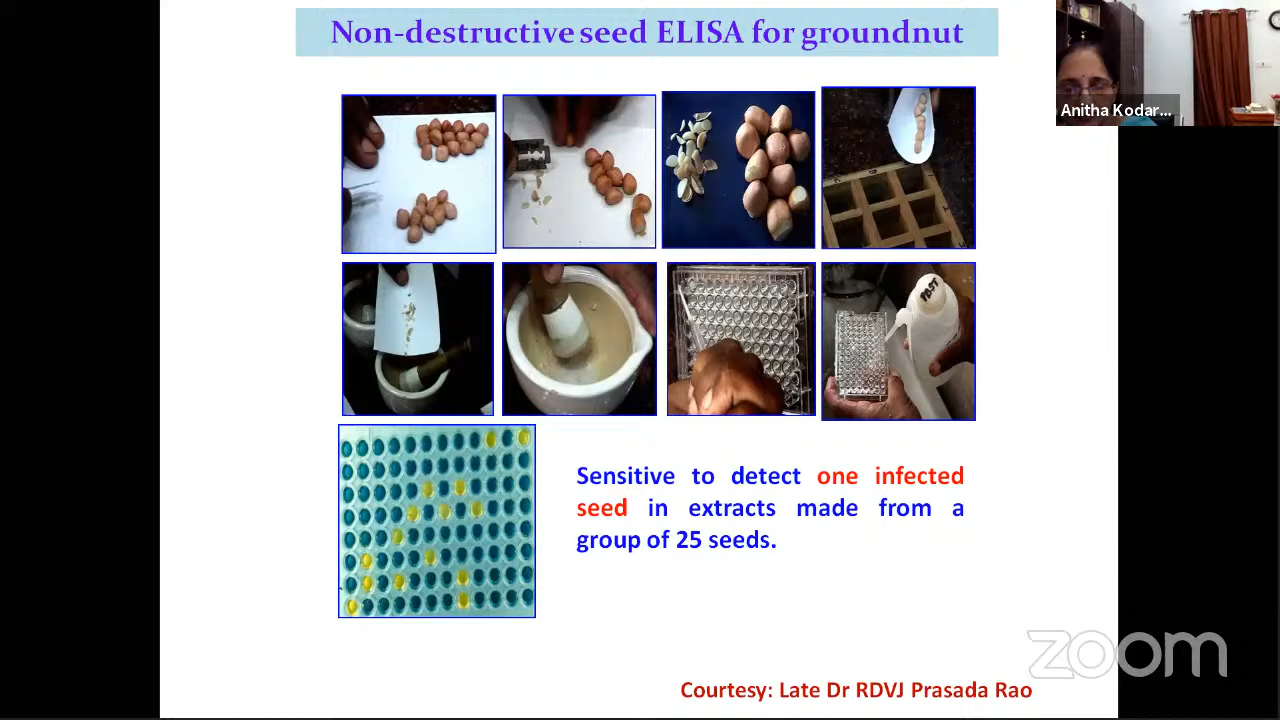 Non-destructive seed ELISA for groundnut
Anitha Kodar...
PBST
Sensitive to detect one infected
seed in extracts made from a
group of 25 seeds.
zoom
Courtesy: Late Dr RDVJ Prasada Rao